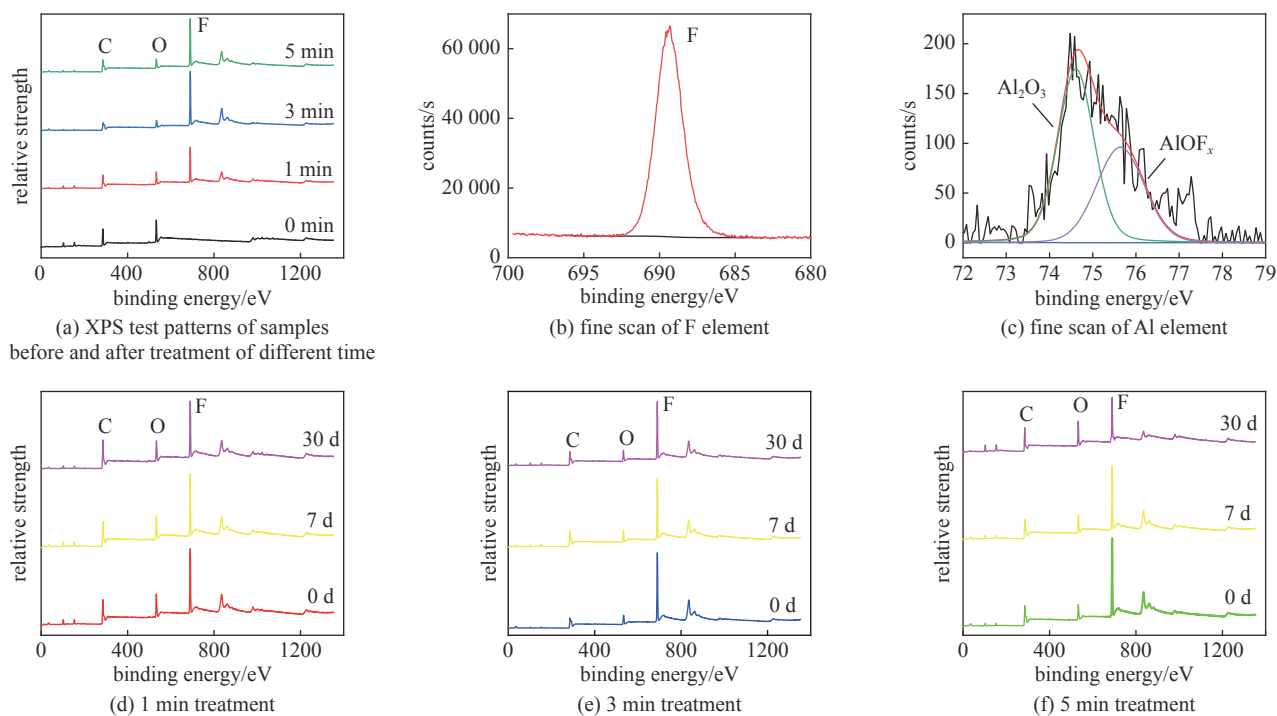 relative strength
C
O
F
5 min
3 min
1 min
0 min
0
400
800
1200
binding energy/eV
(a) XPS test patterns of samples
before and after treatment of different time
counts/s
60 000
40 000
20 000
0
F
700
695
690
685
680
binding energy/eV
(b) fine scan of F element
counts/s
200
150
100
50
0
Al₂O₃
AlOFₓ
72
73
74
75
76
77
78
79
binding energy/eV
(c) fine scan of Al element
relative strength
C
O
F
30 d
7 d
0 d
0
400
800
1200
binding energy/eV
(d) 1 min treatment
relative strength
C
O
F
30 d
7 d
0 d
0
400
800
1200
binding energy/eV
(e) 3 min treatment
relative strength
C
O
F
30 d
7 d
0 d
0
400
800
1200
binding energy/eV
(f) 5 min treatment